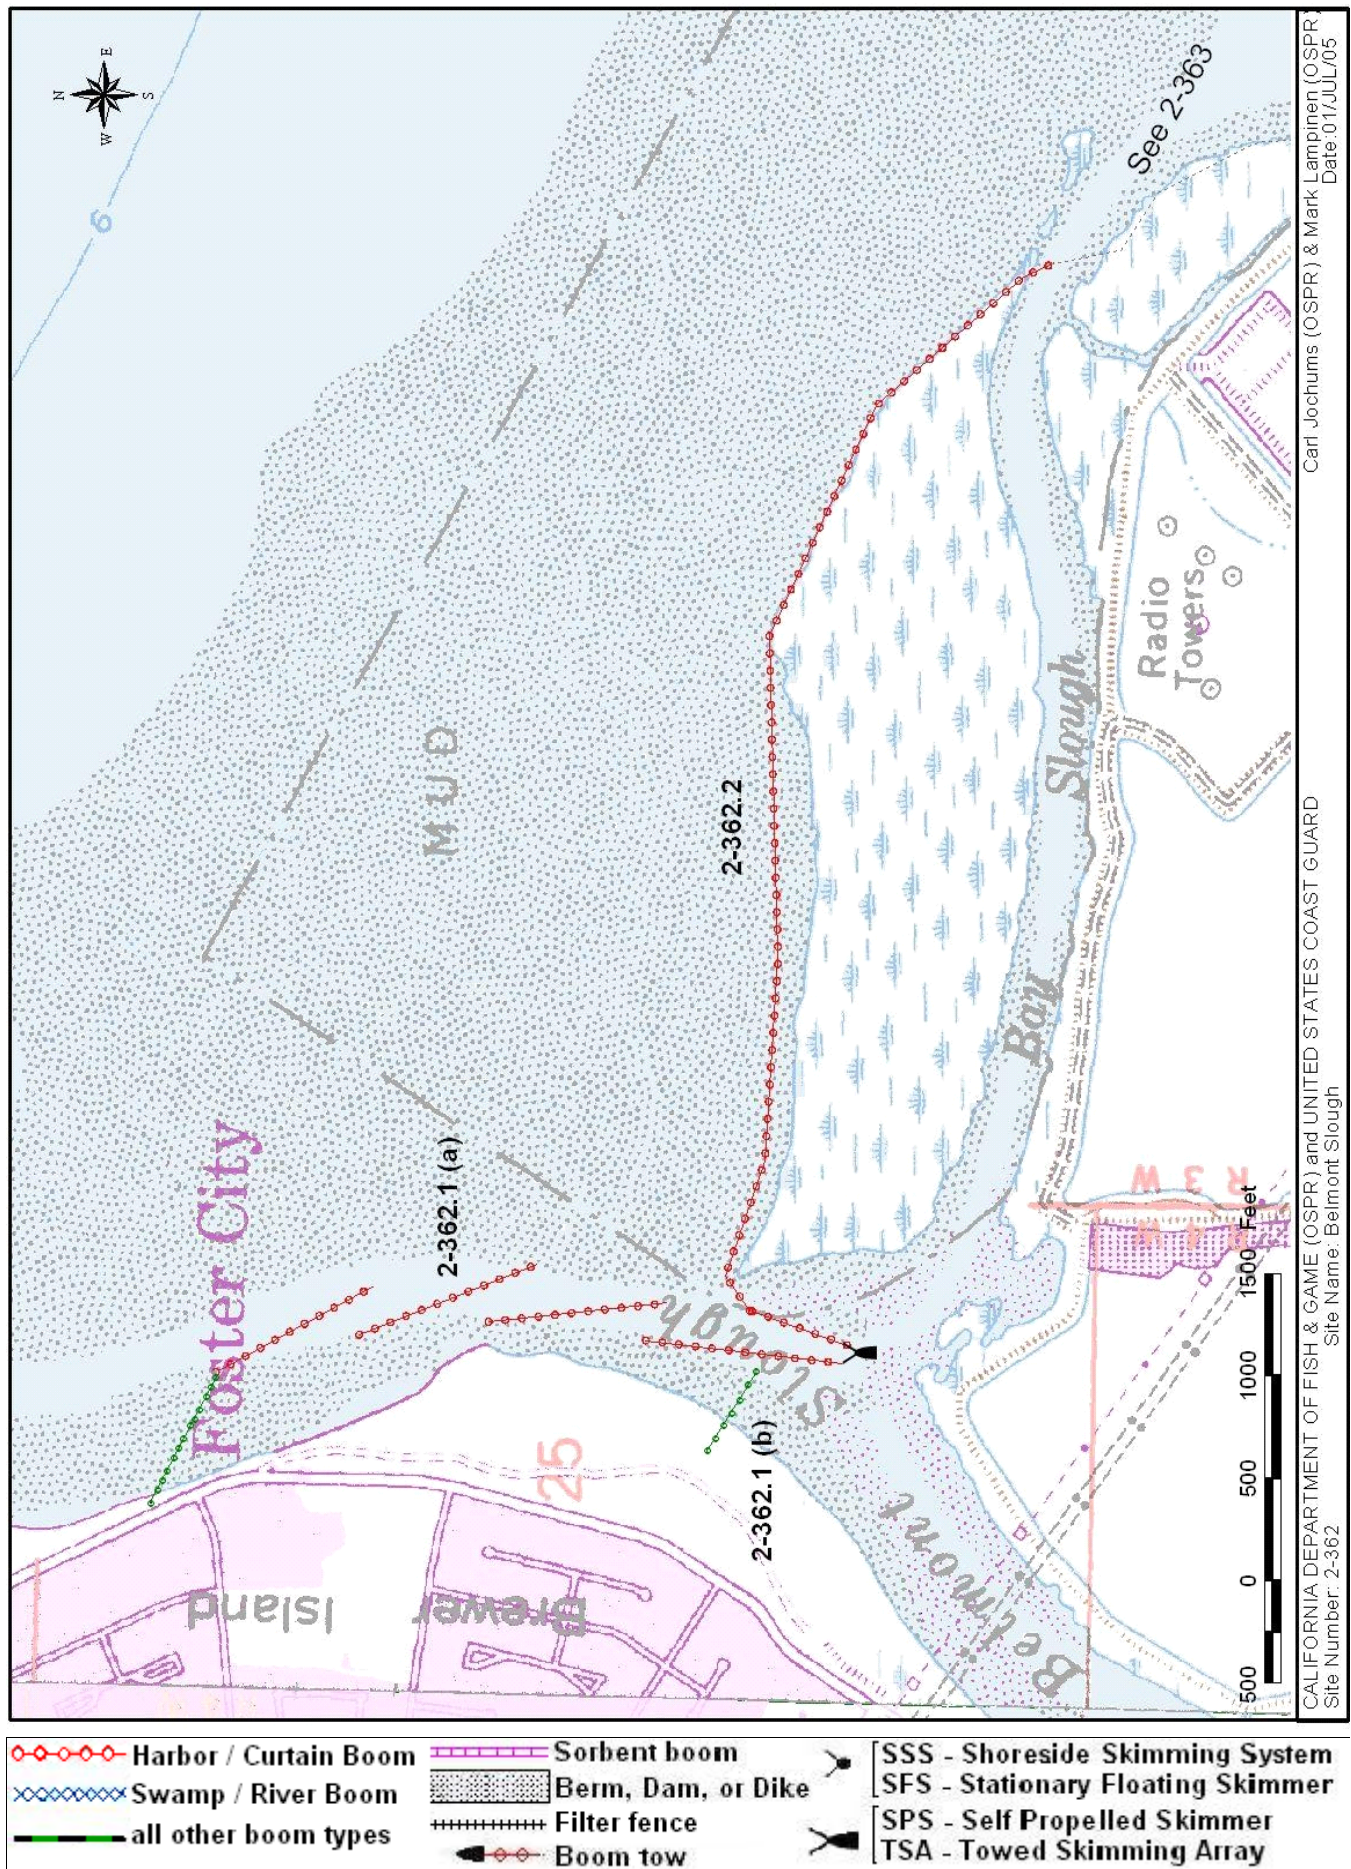 N
E
W
S
6
See 2-363
MUD
Foster City
2-362.1 (a)
2-362.2
Radio
Towers
Bay Slough
25
2-362.1 (b)
Belmont Slough
Brewer
Island
R 3 W
R 4 W
500 0 500 1000 1500 Feet
CALIFORNIA DEPARTMENT OF FISH & GAME (OSPR) and UNITED STATES COAST GUARD
Carl Jochums (OSPR) & Mark Lampinen (OSPR)
Site Number: 2-362
Site Name: Belmont Slough
Date:01/JUL/05
Harbor / Curtain Boom
Swamp / River Boom
all other boom types
Sorbent boom
Berm, Dam, or Dike
Filter fence
Boom tow
SSS - Shoreside Skimming System
SFS - Stationary Floating Skimmer
SPS - Self Propelled Skimmer
TSA - Towed Skimming Array